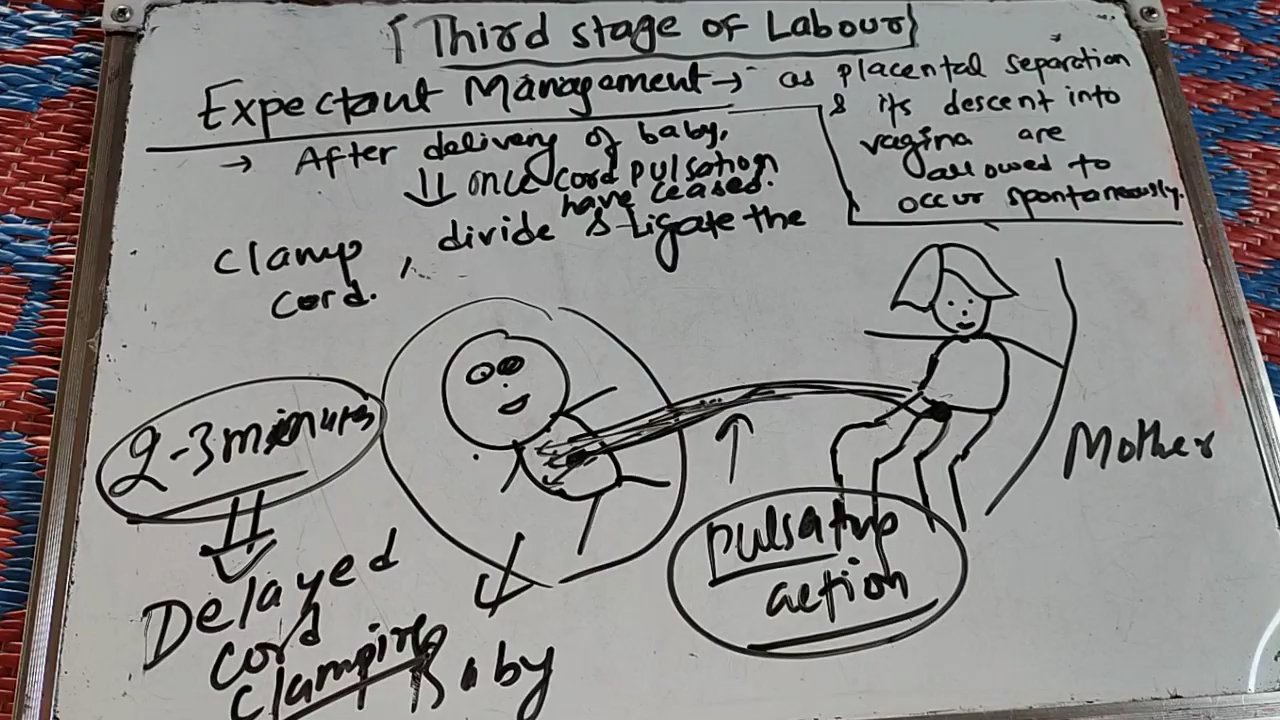 {Third stage of Labour}
Expectant Management → as placental separation
& its descent into
vagina are
allowed to
occur spontaneously.
→ After delivery of baby,
↓↓ once cord pulsation
have ceased.
clamp, divide & ligate the
cord.
2-3 minutes
Delayed
cord
clamping
Baby
pulsatup
action
Mother